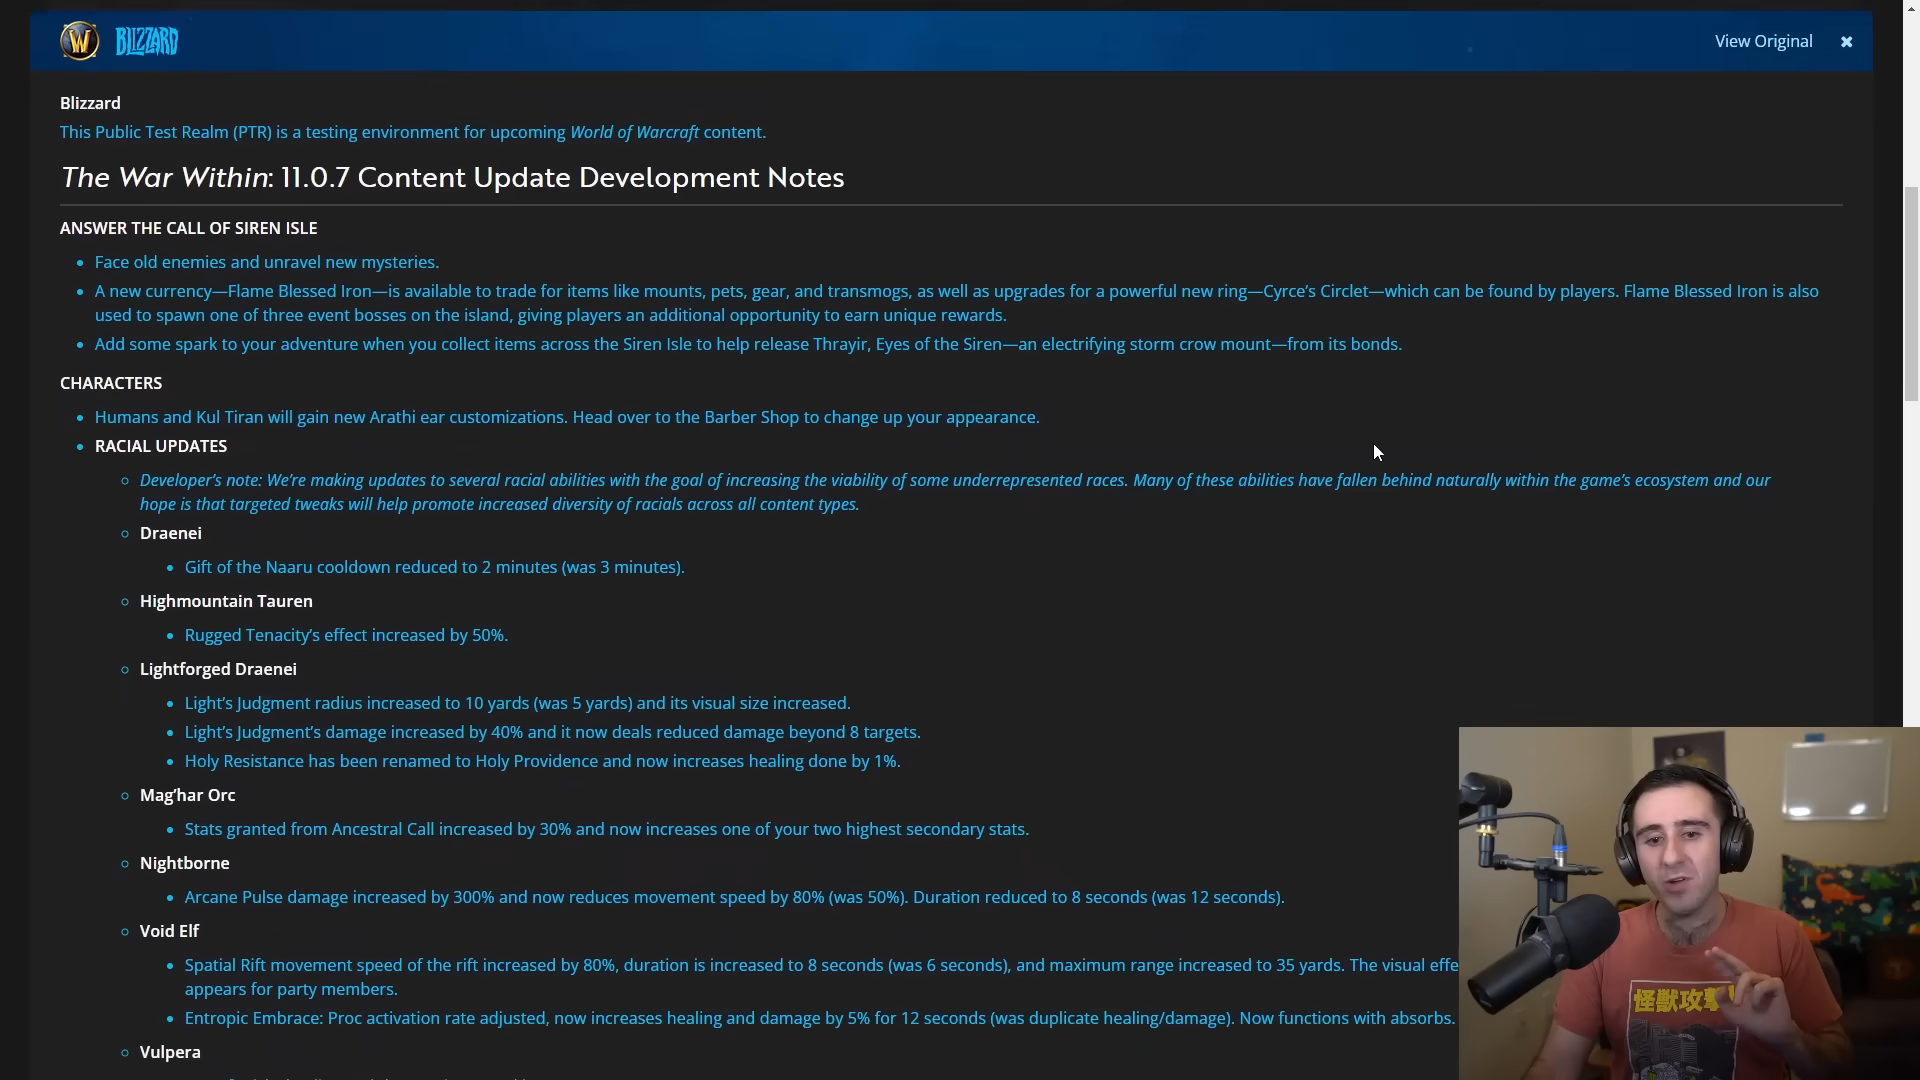 W BLIZZARD
View Original ✖
Blizzard
This Public Test Realm (PTR) is a testing environment for upcoming World of Warcraft content.
The War Within: 11.0.7 Content Update Development Notes
ANSWER THE CALL OF SIREN ISLE
Face old enemies and unravel new mysteries.
A new currency—Flame Blessed Iron—is available to trade for items like mounts, pets, gear, and transmogs, as well as upgrades for a powerful new ring—Cyrce’s Circlet—which can be found by players. Flame Blessed Iron is also
used to spawn one of three event bosses on the island, giving players an additional opportunity to earn unique rewards.
Add some spark to your adventure when you collect items across the Siren Isle to help release Thrayir, Eyes of the Siren—an electrifying storm crow mount—from its bonds.
CHARACTERS
Humans and Kul Tiran will gain new Arathi ear customizations. Head over to the Barber Shop to change up your appearance.
RACIAL UPDATES
Developer’s note: We’re making updates to several racial abilities with the goal of increasing the viability of some underrepresented races. Many of these abilities have fallen behind naturally within the game’s ecosystem and our
hope is that targeted tweaks will help promote increased diversity of racials across all content types.
Draenei
Gift of the Naaru cooldown reduced to 2 minutes (was 3 minutes).
Highmountain Tauren
Rugged Tenacity’s effect increased by 50%.
Lightforged Draenei
Light’s Judgment radius increased to 10 yards (was 5 yards) and its visual size increased.
Light’s Judgment’s damage increased by 40% and it now deals reduced damage beyond 8 targets.
Holy Resistance has been renamed to Holy Providence and now increases healing done by 1%.
Mag’har Orc
Stats granted from Ancestral Call increased by 30% and now increases one of your two highest secondary stats.
Nightborne
Arcane Pulse damage increased by 300% and now reduces movement speed by 80% (was 50%). Duration reduced to 8 seconds (was 12 seconds).
Void Elf
Spatial Rift movement speed of the rift increased by 80%, duration is increased to 8 seconds (was 6 seconds), and maximum range increased to 35 yards. The visual effe
appears for party members.
Entropic Embrace: Proc activation rate adjusted, now increases healing and damage by 5% for 12 seconds (was duplicate healing/damage). Now functions with absorbs.
Vulpera
怪獣攻撃